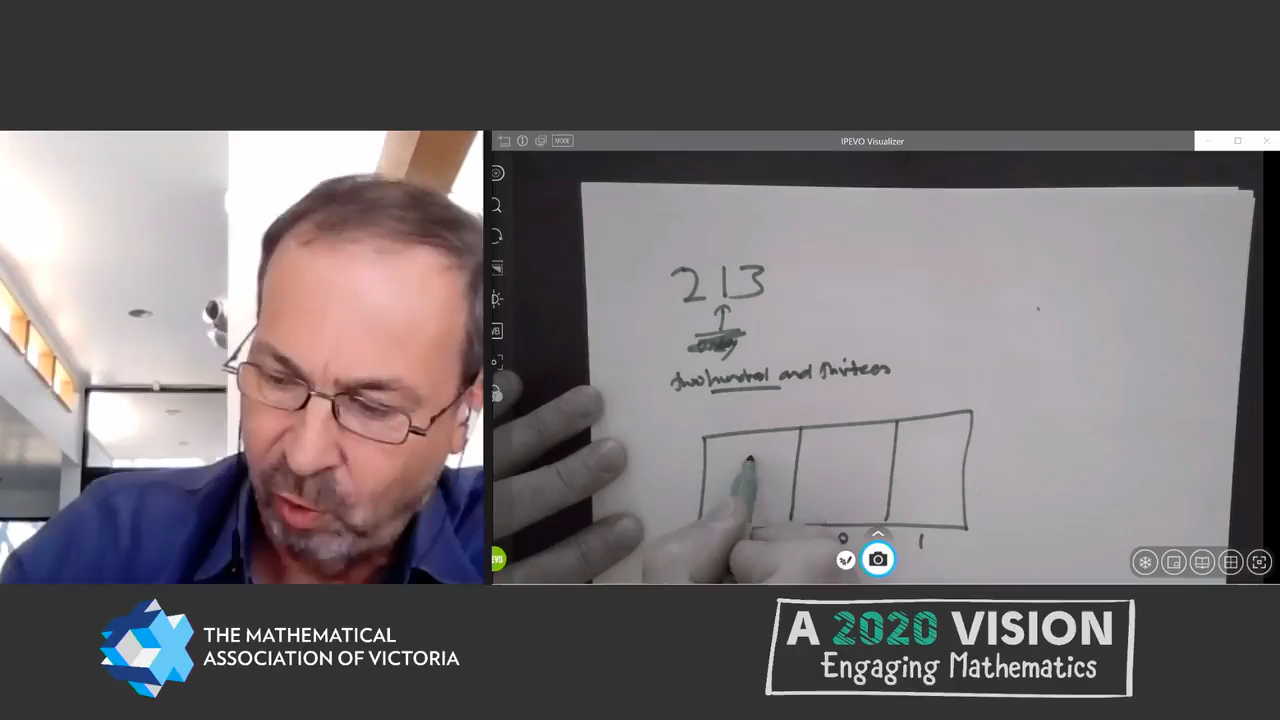 IPEVO Visualizer
MODE
213
two hundred and thirteen
0
1
THE MATHEMATICAL
ASSOCIATION OF VICTORIA
A 2020 VISION
Engaging Mathematics